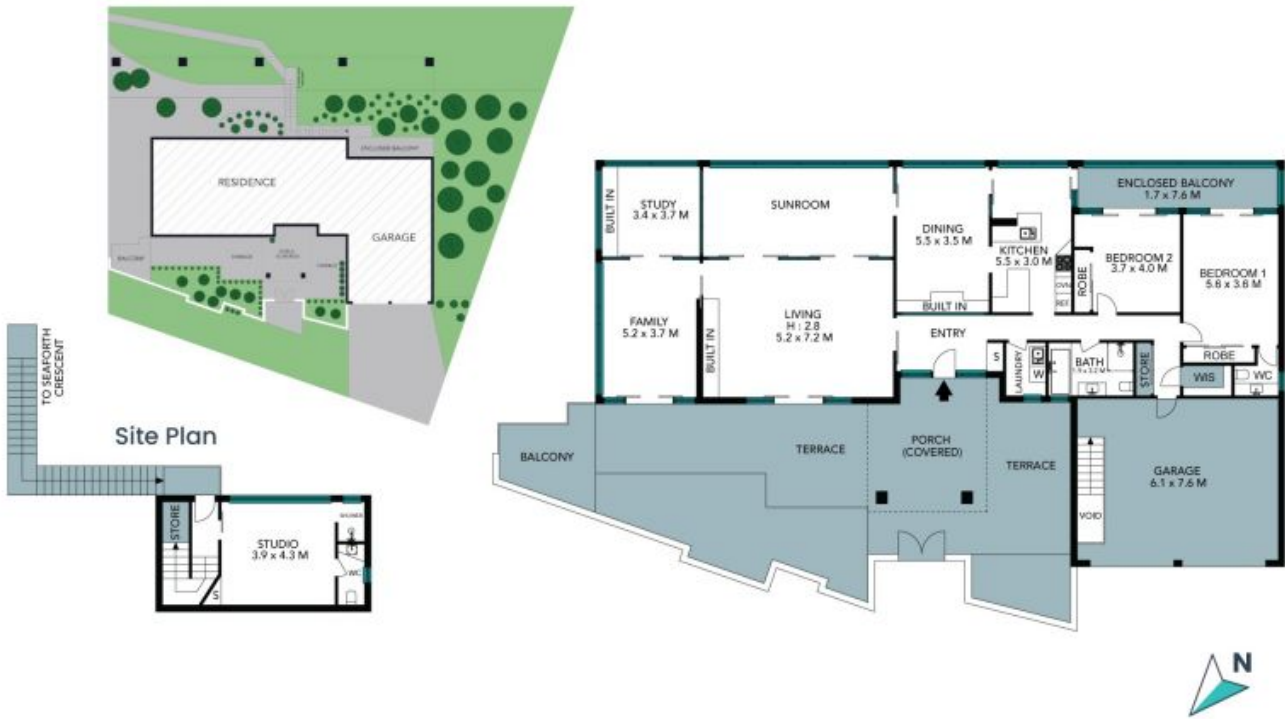 ENCLOSED BALCONY
RESIDENCE
GARAGE
BALCONY
TERRACE
TO SEAFORTH
CRESCENT
Site Plan
STORE
STUDIO
3.9 x 4.3 M
SHOWER
WC
S
BUILT IN
STUDY
3.4 x 3.7 M
SUNROOM
DINING
5.5 x 3.5 M
KITCHEN
5.5 x 3.0 M
ENCLOSED BALCONY
1.7 x 7.6 M
BEDROOM 2
3.7 x 4.0 M
BEDROOM 1
5.6 x 3.6 M
ROBE
OVN
REF
FAMILY
5.2 x 3.7 M
BUILT IN
LIVING
H : 2.8
5.2 x 7.2 M
BUILT IN
ENTRY
S
LAUNDRY
W
BATH
STORE
ROBE
WIS
WC
BALCONY
TERRACE
PORCH
(COVERED)
TERRACE
VOID
GARAGE
6.1 x 7.6 M
N